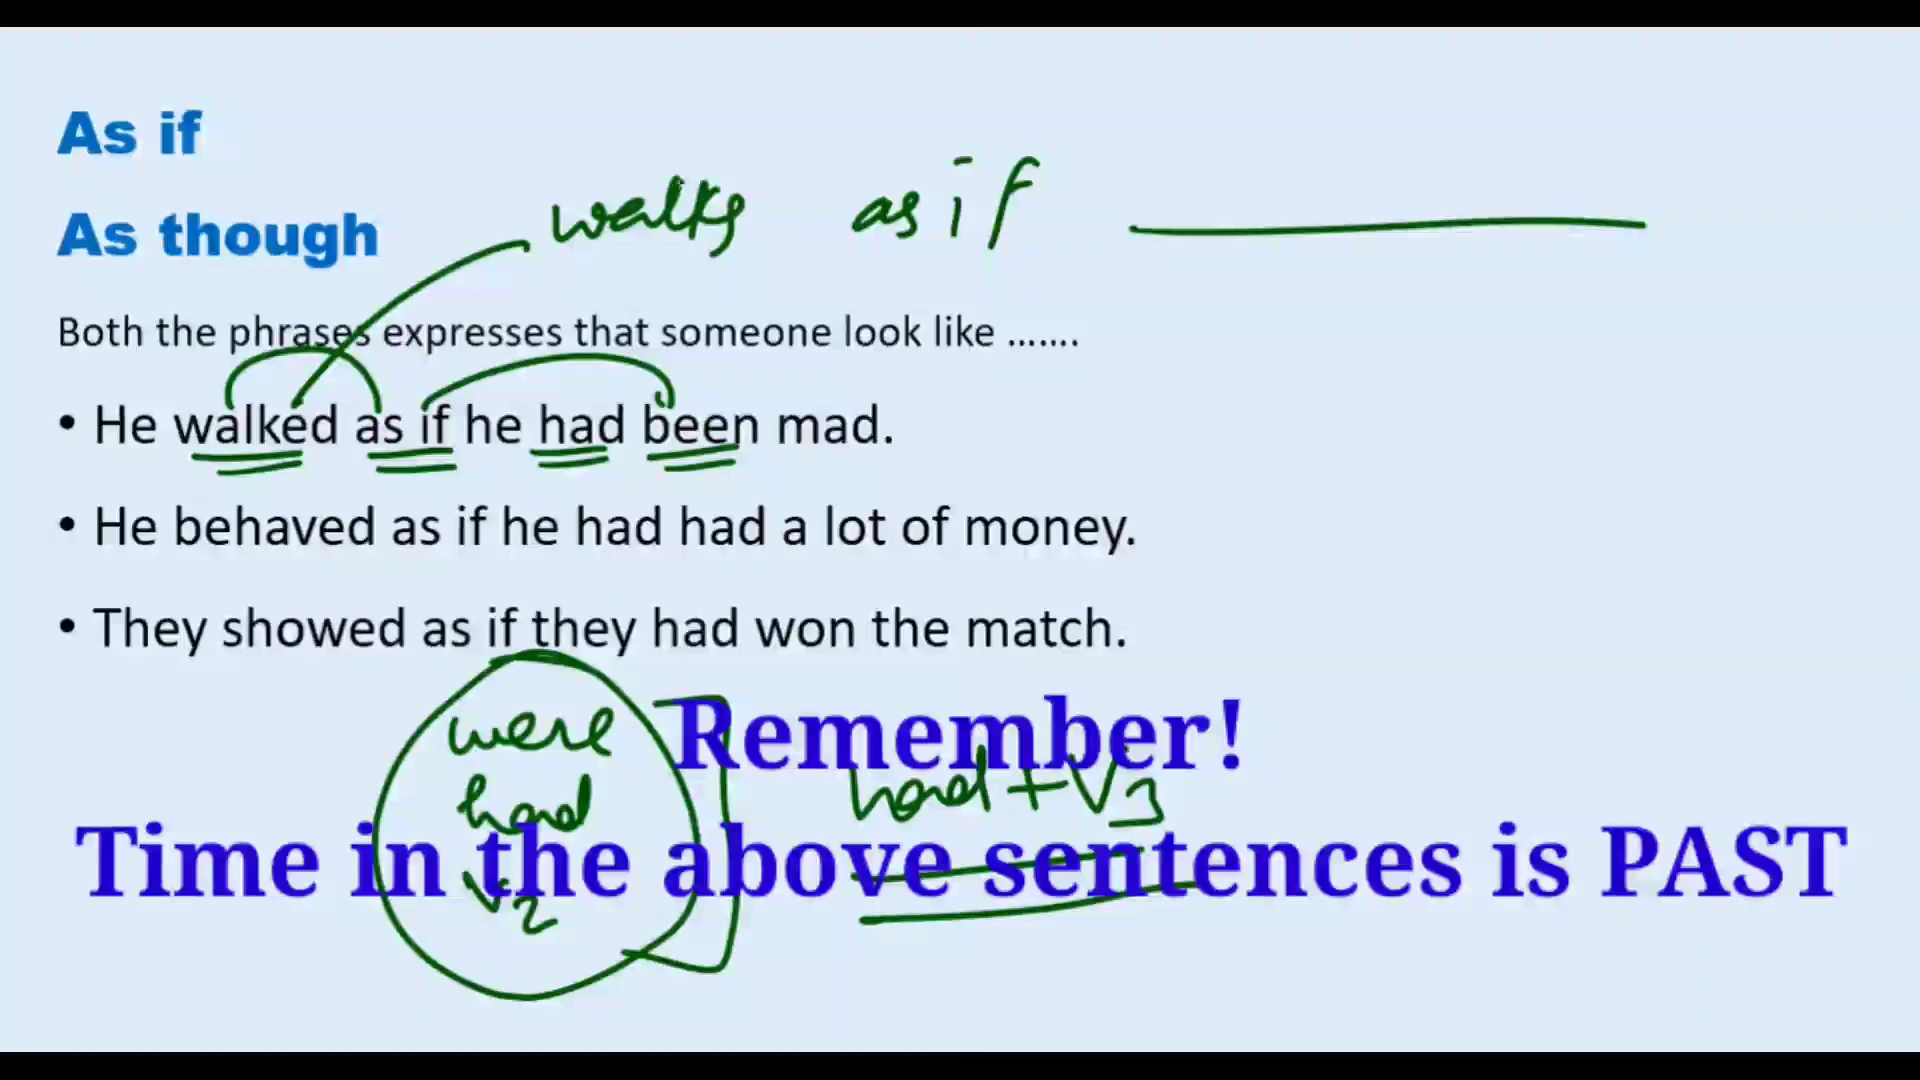 As if
walks as if
As though
Both the phrases expresses that someone look like .......
• He walked as if he had been mad.
• He behaved as if he had had a lot of money.
• They showed as if they had won the match.
were
Remember!
had
had + V3
Time in the above sentences is PAST
V2